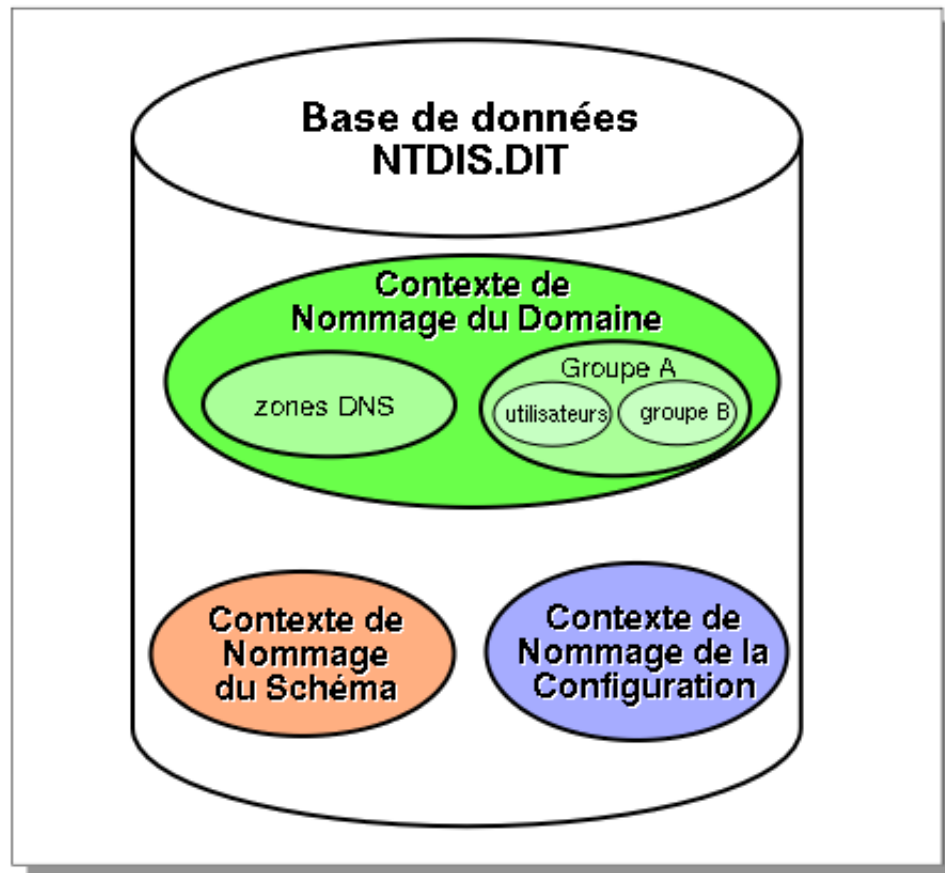 Base de données
NTDIS.DIT
Contexte de
Nommage du Domaine
zones DNS
Groupe A
utilisateurs
groupe B
Contexte de
Nommage
du Schéma
Contexte de
Nommage de la
Configuration